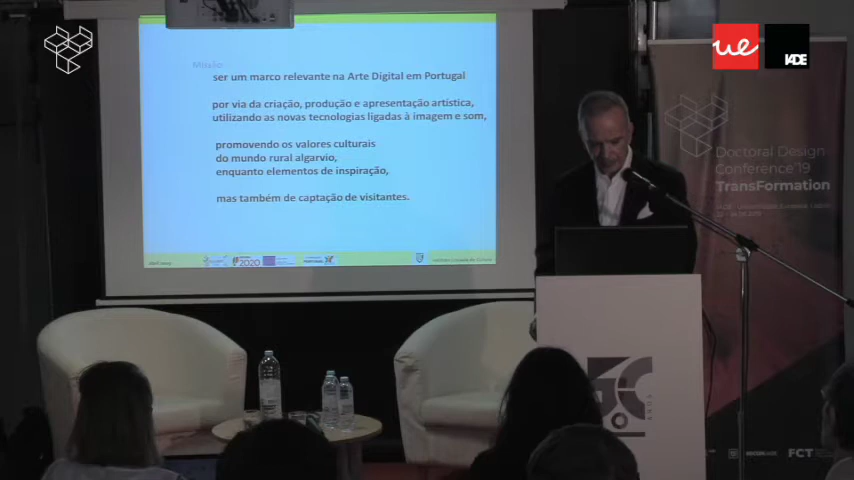 Missão
ser um marco relevante na Arte Digital em Portugal
por via da criação, produção e apresentação artística,
utilizando as novas tecnologias ligadas à imagem e som,
promovendo os valores culturais
do mundo rural algarvio,
enquanto elementos de inspiração,
mas também de captação de visitantes.
2020
ue
IADE
Doctoral Design
Conference'19
TransFormation
50
ANOS
FCT